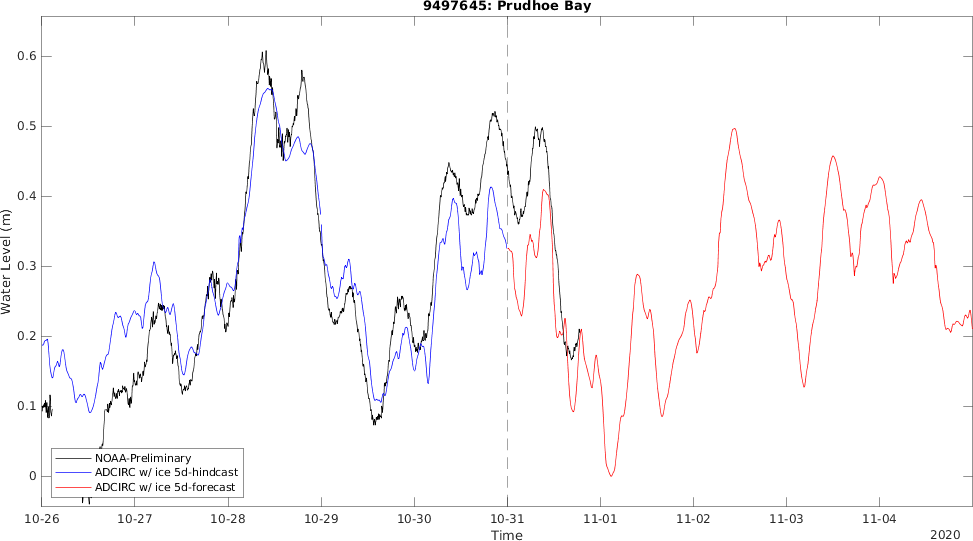 9497645: Prudhoe Bay
0.6
0.5
0.4
0.3
0.2
0.1
0
Water Level (m)
NOAA-Preliminary
ADCIRC w/ ice 5d-hindcast
ADCIRC w/ ice 5d-forecast
10-26 10-27 10-28 10-29 10-30 10-31 11-01 11-02 11-03 11-04
Time
2020